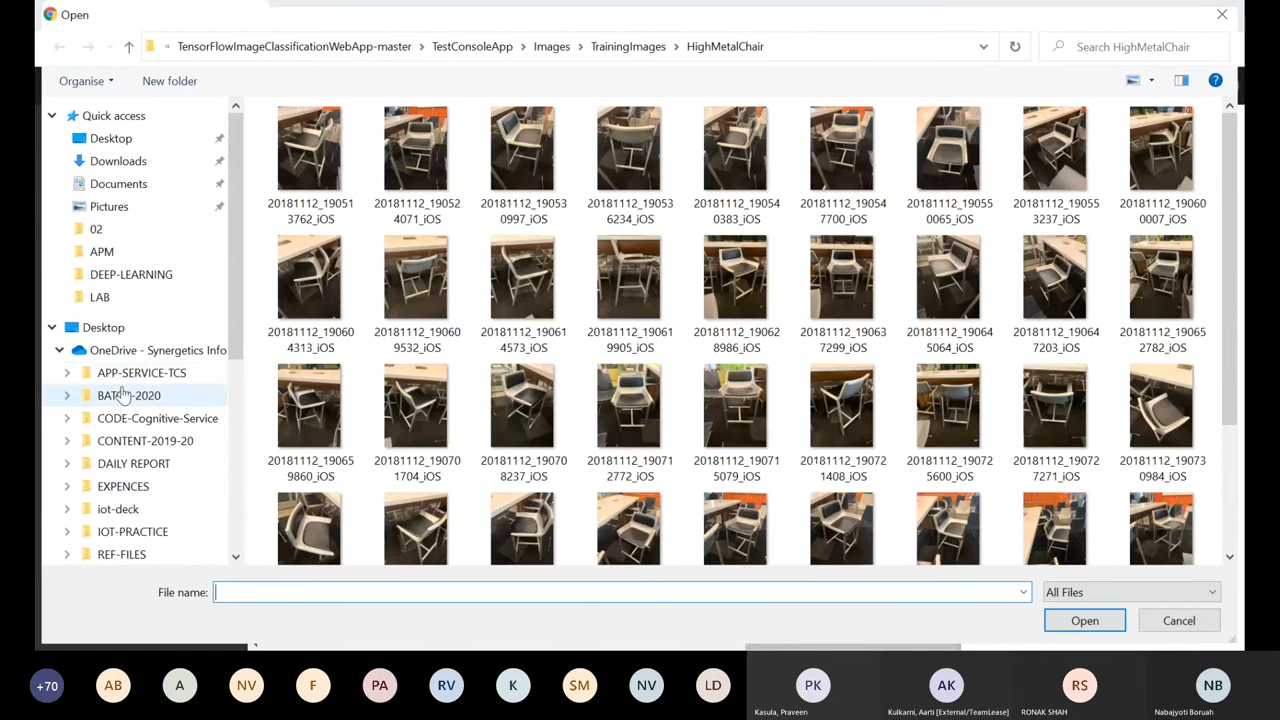 Open
« TensorFlowImageClassificationWebApp-master > TestConsoleApp > Images > TrainingImages > HighMetalChair
Search HighMetalChair
Organise
New folder
Quick access
Desktop
Downloads
Documents
Pictures
02
APM
DEEP-LEARNING
LAB
Desktop
OneDrive - Synergetics Info
APP-SERVICE-TCS
BAT -2020
CODE-Cognitive-Service
CONTENT-2019-20
DAILY REPORT
EXPENCES
iot-deck
IOT-PRACTICE
REF-FILES
20181112_19051 20181112_19052 20181112_19053 20181112_19053 20181112_19054 20181112_19054 20181112_19055 20181112_19055 20181112_19060
3762_iOS 4071_iOS 0997_iOS 6234_iOS 0383_iOS 7700_iOS 0065_iOS 3237_iOS 0007_iOS
20181112_19060 20181112_19060 20181112_19061 20181112_19061 20181112_19062 20181112_19063 20181112_19064 20181112_19064 20181112_19065
4313_iOS 9532_iOS 4573_iOS 9905_iOS 8986_iOS 7299_iOS 5064_iOS 7203_iOS 2782_iOS
20181112_19065 20181112_19070 20181112_19070 20181112_19071 20181112_19071 20181112_19072 20181112_19072 20181112_19072 20181112_19073
9860_iOS 1704_iOS 8237_iOS 2772_iOS 5079_iOS 1408_iOS 5600_iOS 7271_iOS 0984_iOS
File name:
All Files
Open
Cancel
+70 AB A NV F PA RV K SM NV LD PK AK RS NB
Kasula, Praveen
Kulkarni, Aarti [External/TeamLease]
RONAK SHAH
Nabajyoti Boruah